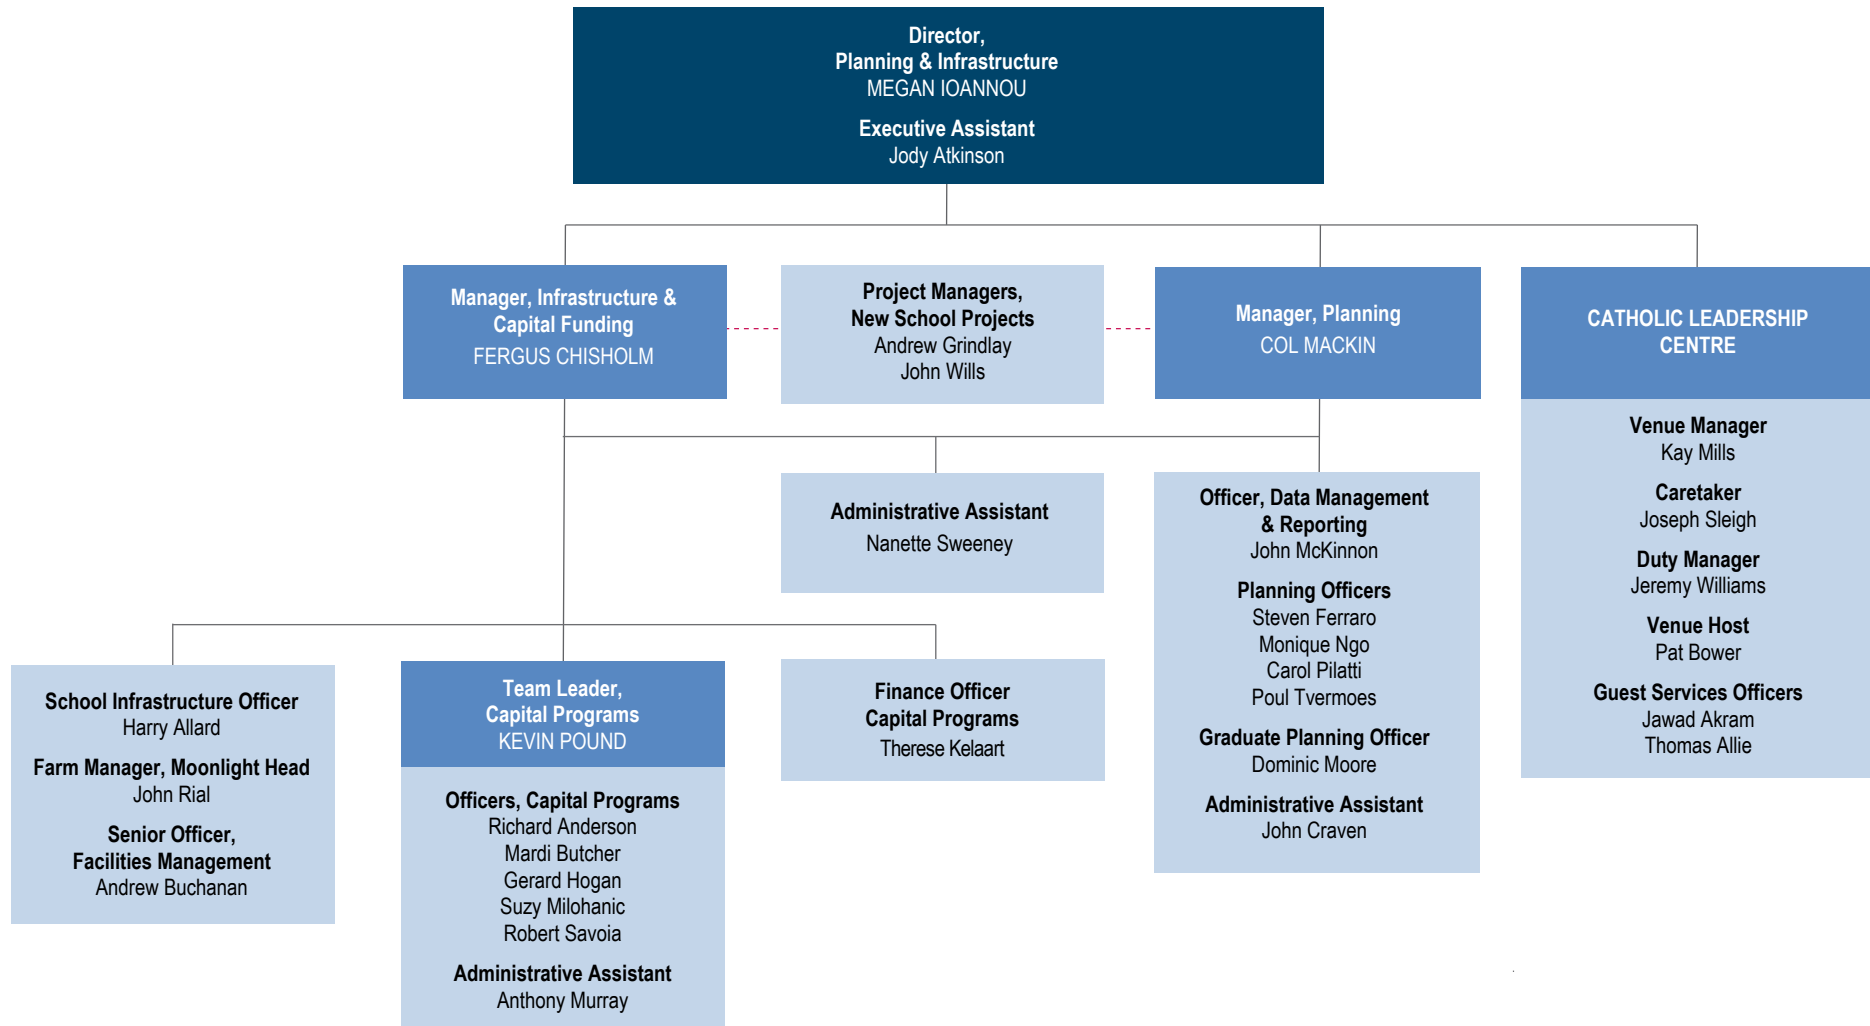 Director,
Planning & Infrastructure
MEGAN IOANNOU
Executive Assistant
Jody Atkinson
Manager, Infrastructure &
Capital Funding
FERGUS CHISHOLM
Project Managers,
New School Projects
Andrew Grindlay
John Wills
Manager, Planning
COL MACKIN
CATHOLIC LEADERSHIP
CENTRE
Venue Manager
Kay Mills
Caretaker
Joseph Sleigh
Duty Manager
Jeremy Williams
Venue Host
Pat Bower
Guest Services Officers
Jawad Akram
Thomas Allie
Administrative Assistant
Nanette Sweeney
Officer, Data Management
& Reporting
John McKinnon
Planning Officers
Steven Ferraro
Monique Ngo
Carol Pilatti
Poul Tvermoes
Graduate Planning Officer
Dominic Moore
Administrative Assistant
John Craven
School Infrastructure Officer
Harry Allard
Farm Manager, Moonlight Head
John Rial
Senior Officer,
Facilities Management
Andrew Buchanan
Team Leader,
Capital Programs
KEVIN POUND
Officers, Capital Programs
Richard Anderson
Mardi Butcher
Gerard Hogan
Suzy Milohanic
Robert Savoia
Administrative Assistant
Anthony Murray
Finance Officer
Capital Programs
Therese Kelaart